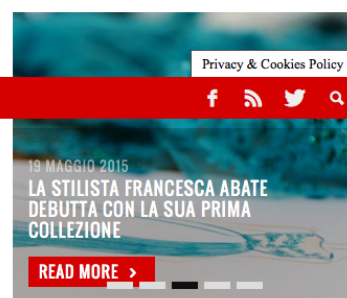 Privacy & Cookies Policy
19 MAGGIO 2015
LA STILISTA FRANCESCA ABATE
DEBUTTA CON LA SUA PRIMA
COLLEZIONE
READ MORE >